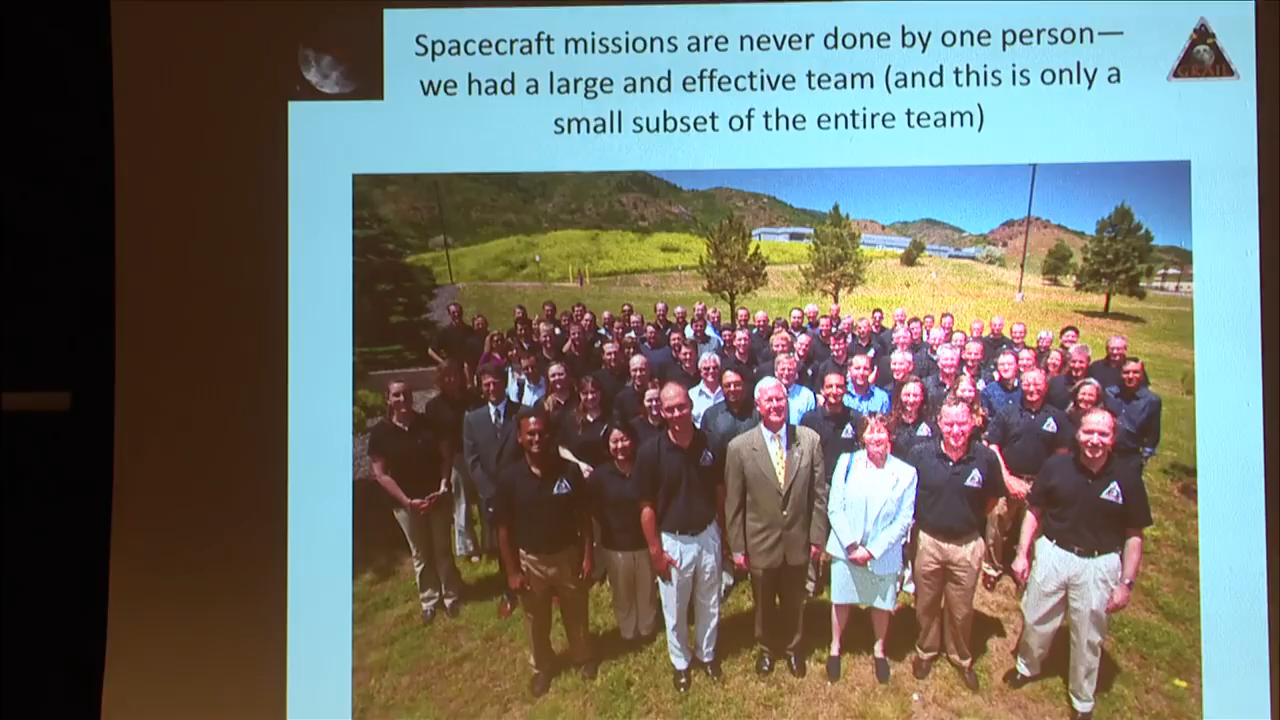 Spacecraft missions are never done by one person—
we had a large and effective team (and this is only a
small subset of the entire team)
GRAIL